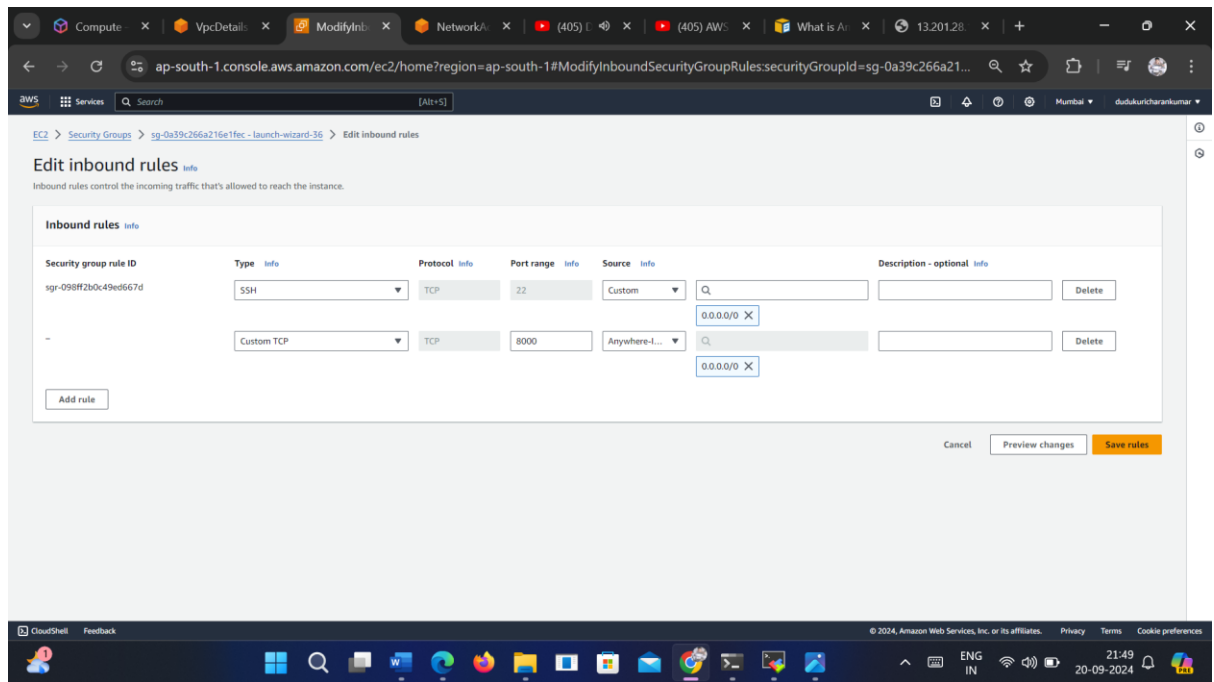 Compute
VpcDetails
ModifyInb
NetworkAc
(405) D
(405) AWS
What is An
13.201.28.
ap-south-1.console.aws.amazon.com/ec2/home?region=ap-south-1#ModifyInboundSecurityGroupRules:securityGroupId=sg-0a39c266a21...
aws Services Search [Alt+S] Mumbai ▼ dudukuricharankumar ▼
EC2 > Security Groups > sg-0a39c266a216e1fec - launch-wizard-36 > Edit inbound rules
Edit inbound rules Info
Inbound rules control the incoming traffic that's allowed to reach the instance.
Inbound rules Info
Security group rule ID Type Info Protocol Info Port range Info Source Info Description - optional Info
sgr-098ff2b0c49ed667d SSH TCP 22 Custom Delete
0.0.0.0/0
– Custom TCP TCP 8000 Anywhere-I... Delete
0.0.0.0/0
Add rule
Cancel Preview changes Save rules
CloudShell Feedback © 2024, Amazon Web Services, Inc. or its affiliates. Privacy Terms Cookie preferences
1
ENG
IN
21:49
20-09-2024
PRE